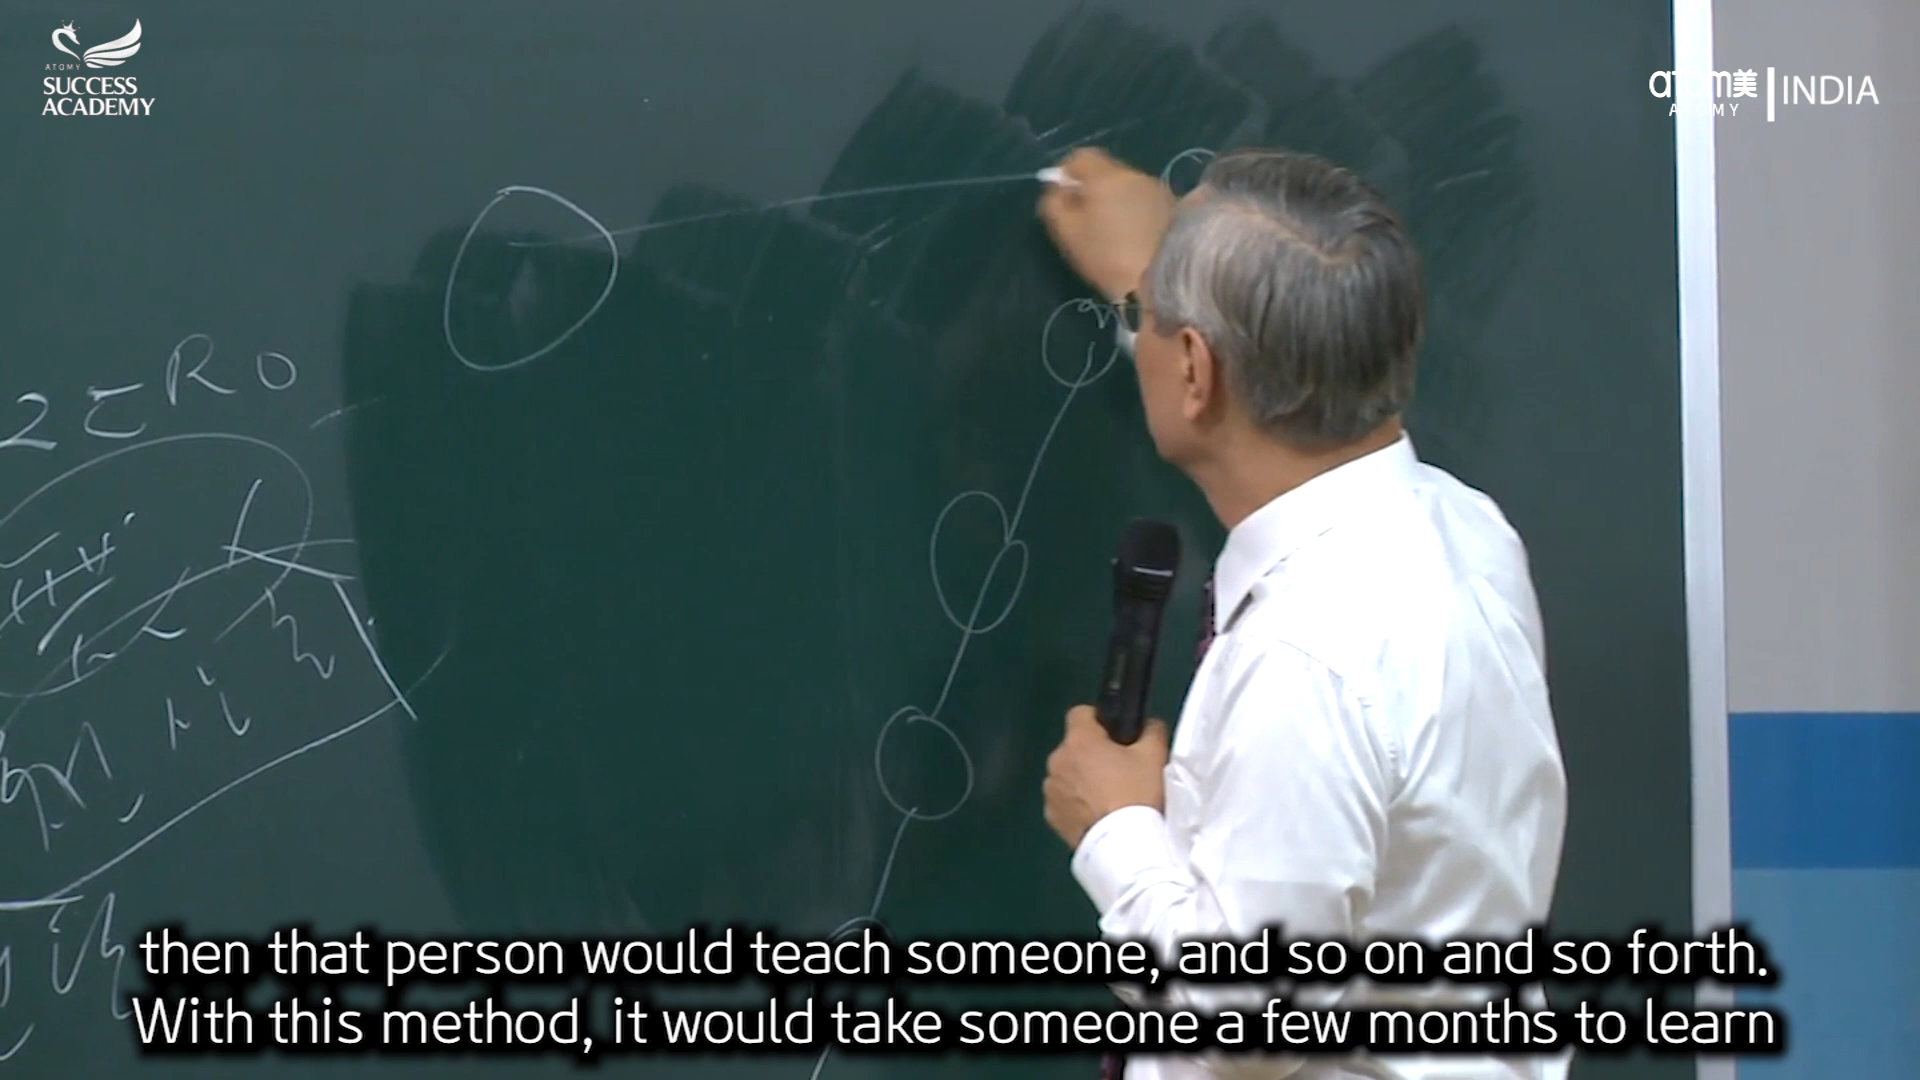 ATOMY
SUCCESS
ACADEMY
atom美
ATOMY
INDIA
ZERO
then that person would teach someone, and so on and so forth.
With this method, it would take someone a few months to learn